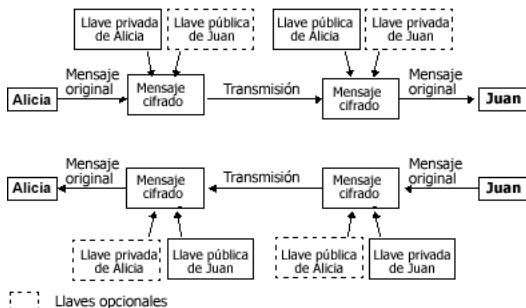 Llave privada
de Alicia
Llave pública
de Juan
Llave pública
de Alicia
Llave privada
de Juan
Alicia
Mensaje
original
Mensaje
cifrado
Transmisión
Mensaje
cifrado
Mensaje
original
Juan
Alicia
Mensaje
original
Mensaje
cifrado
Transmisión
Mensaje
cifrado
Mensaje
original
Juan
Llave privada
de Alicia
Llave pública
de Juan
Llave pública
de Alicia
Llave privada
de Juan
Llaves opcionales